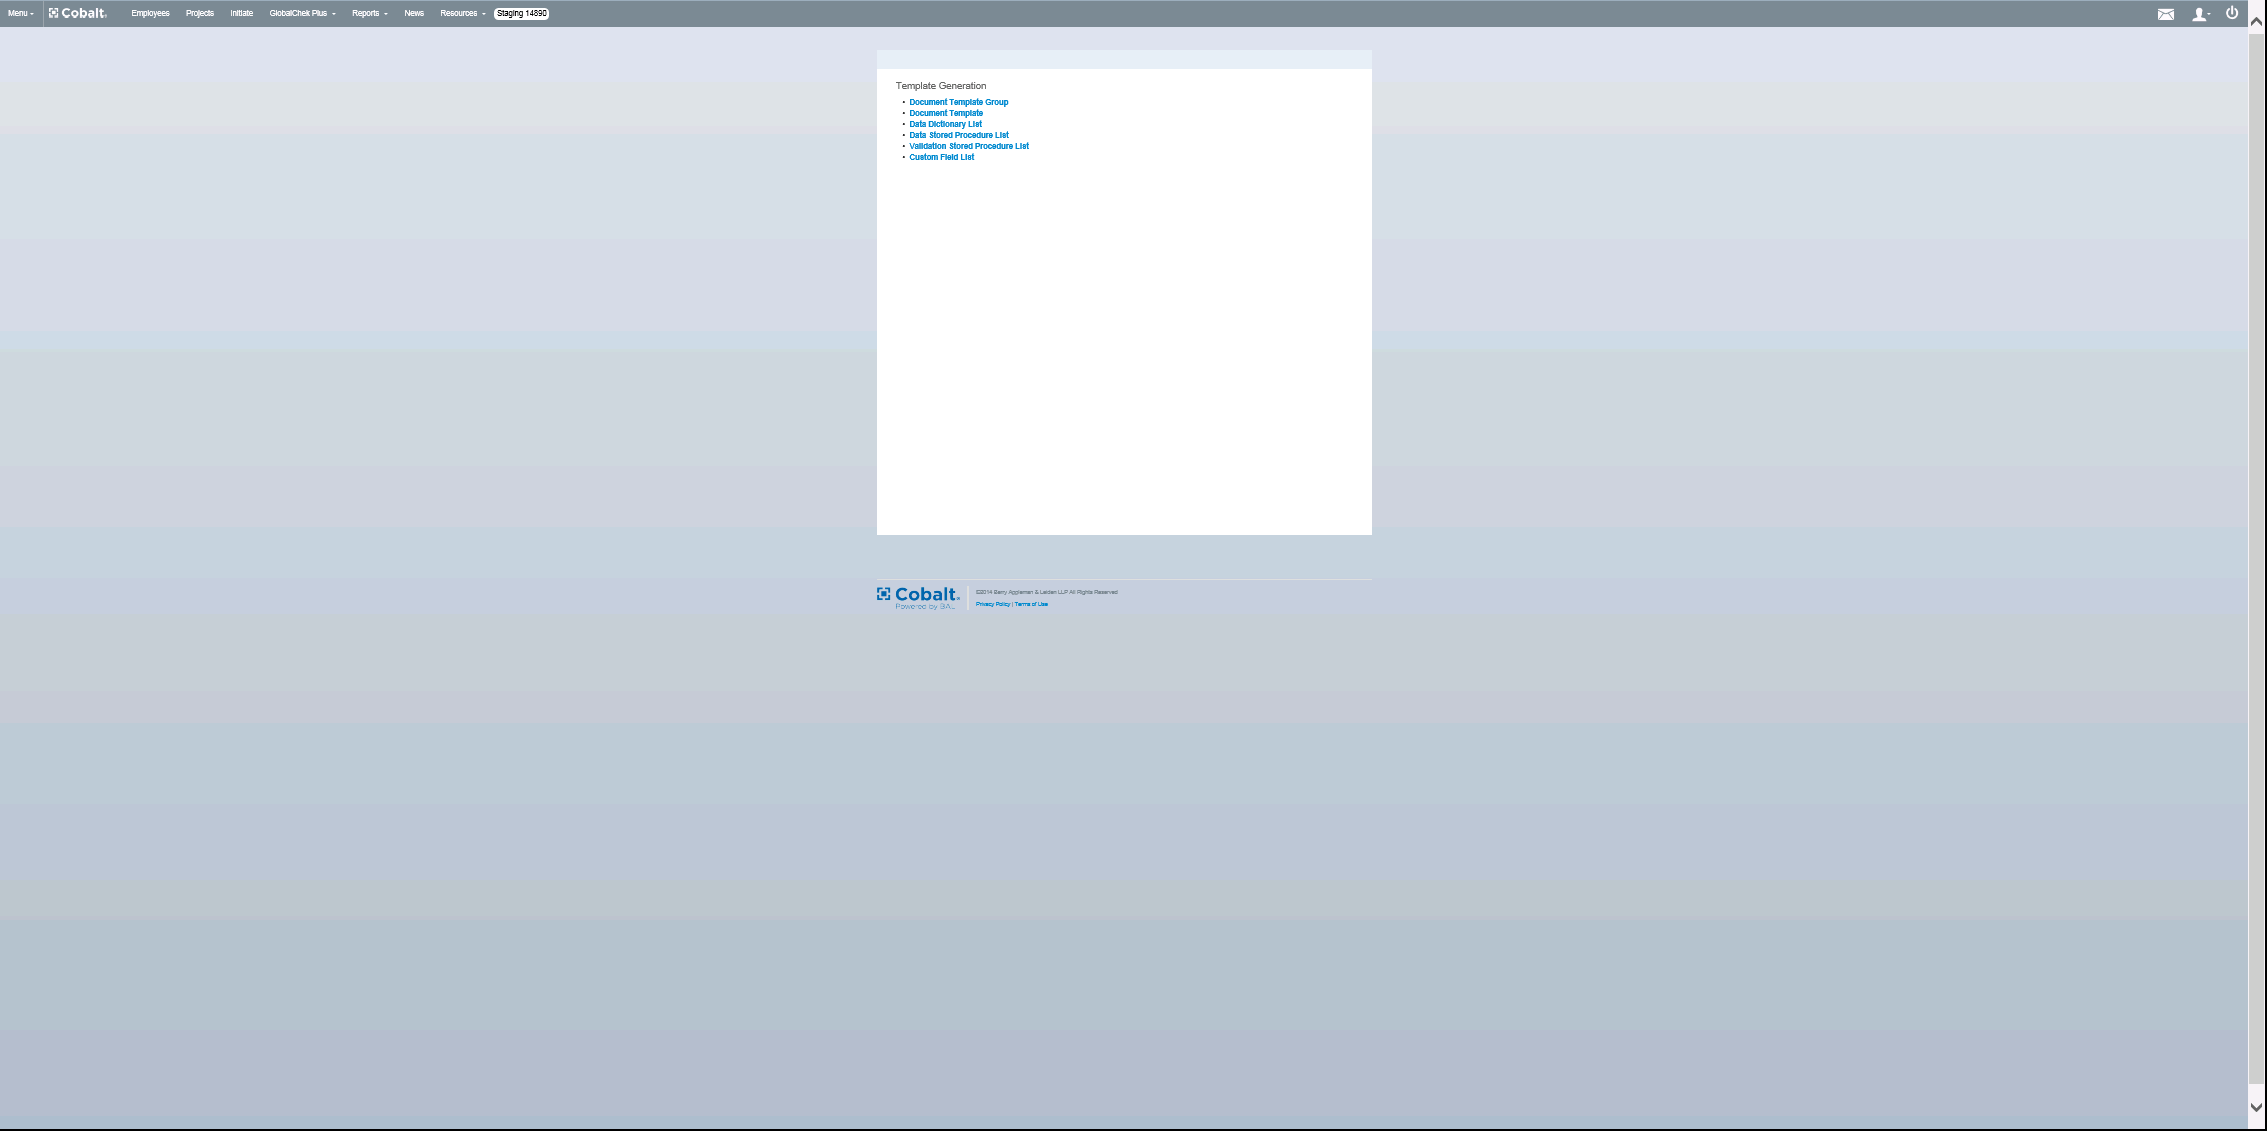 Menu Cobalt Employees Projects Initiate GlobalChek Plus Reports News Resources Staging 14890
Template Generation
• Document Template Group
• Document Template
• Data Dictionary List
• Data Stored Procedure List
• Validation Stored Procedure List
• Custom Field List
Cobalt.
Powered by BAL
©2014 Berry Appleman & Leiden LLP All Rights Reserved
Privacy Policy | Terms of Use